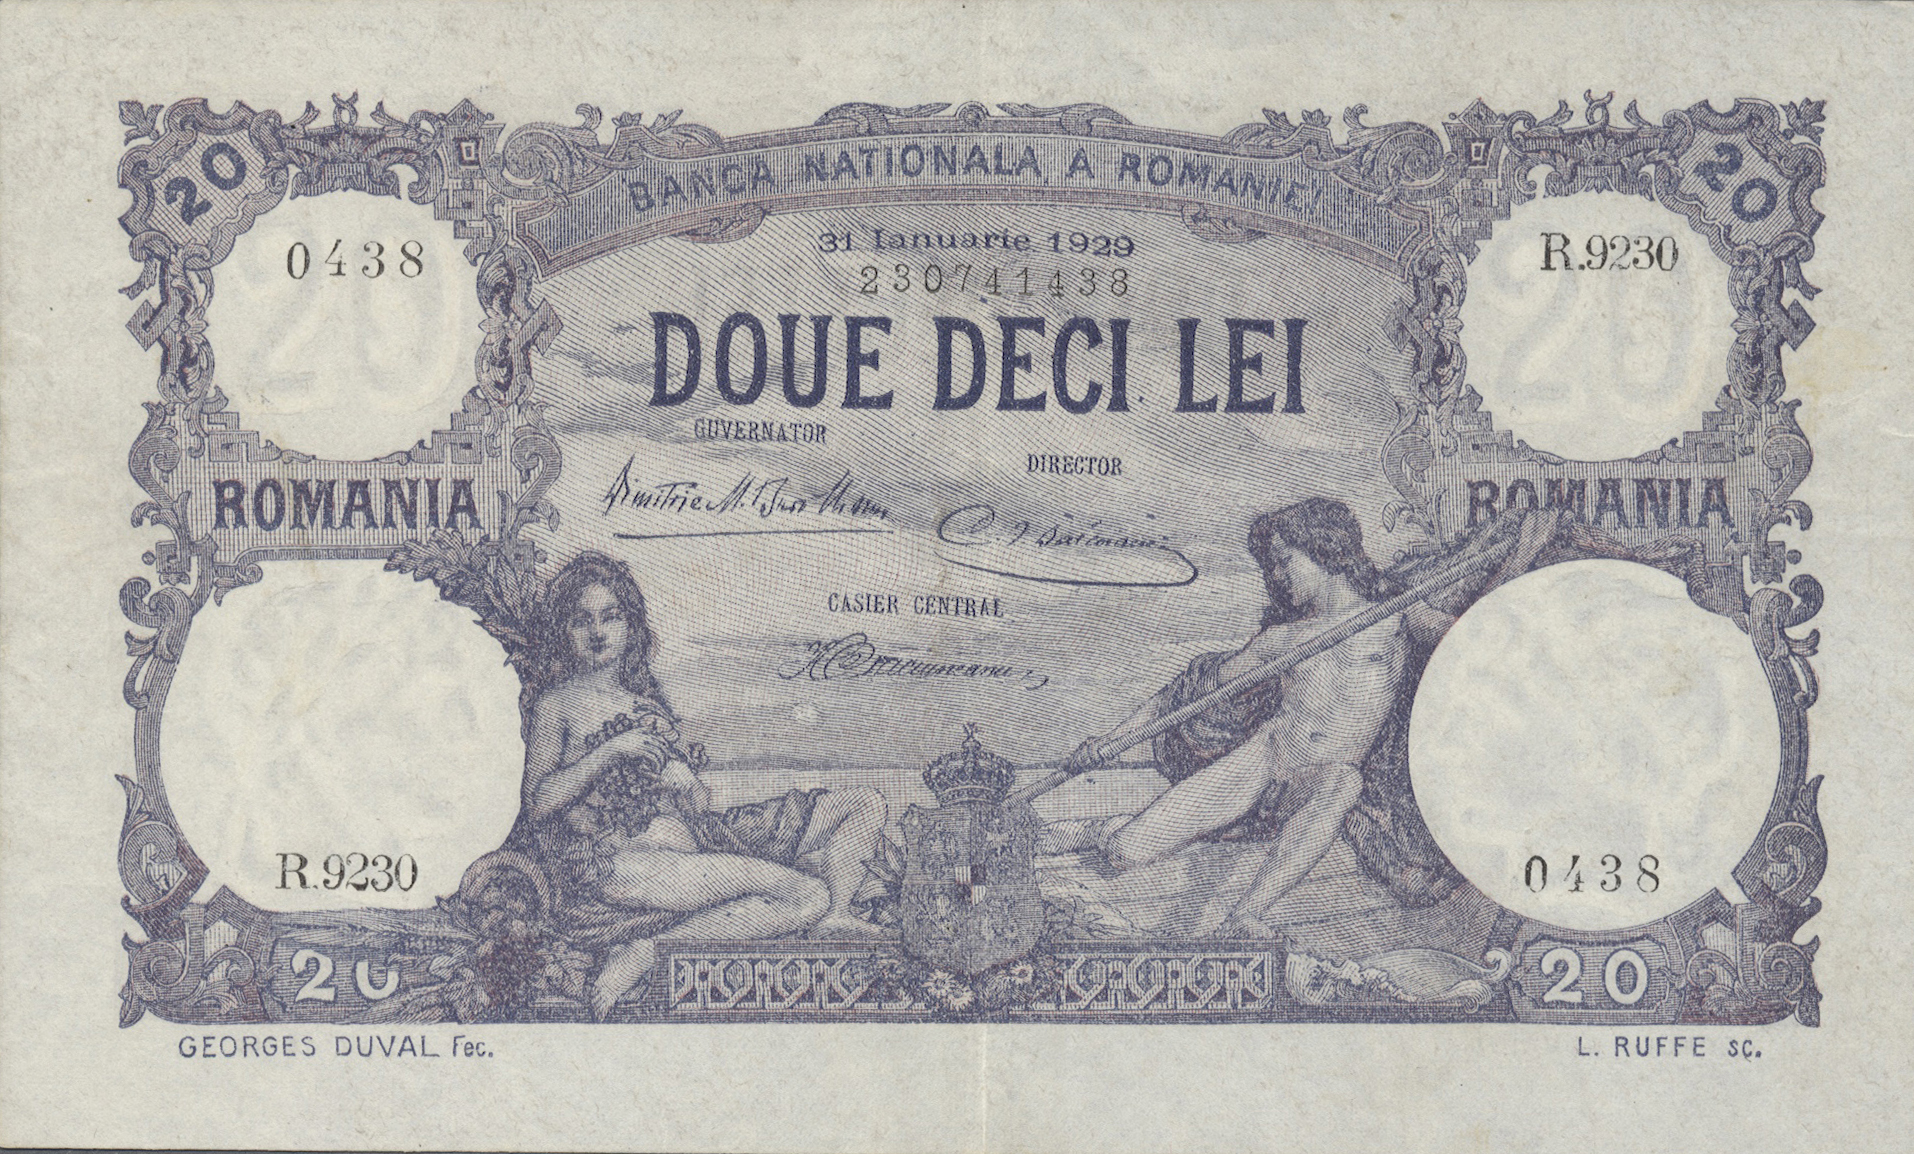 20
BANCA NATIONALA A ROMANIEI
20
0438
31 Ianuarie 1929
R.9230
230741438
DOUE DECI LEI
GUVERNATOR
DIRECTOR
ROMANIA
ROMANIA
Dimitrie M.
CASIER CENTRAL
R.9230
0438
20
20
GEORGES DUVAL Fec.
L. RUFFE SC.